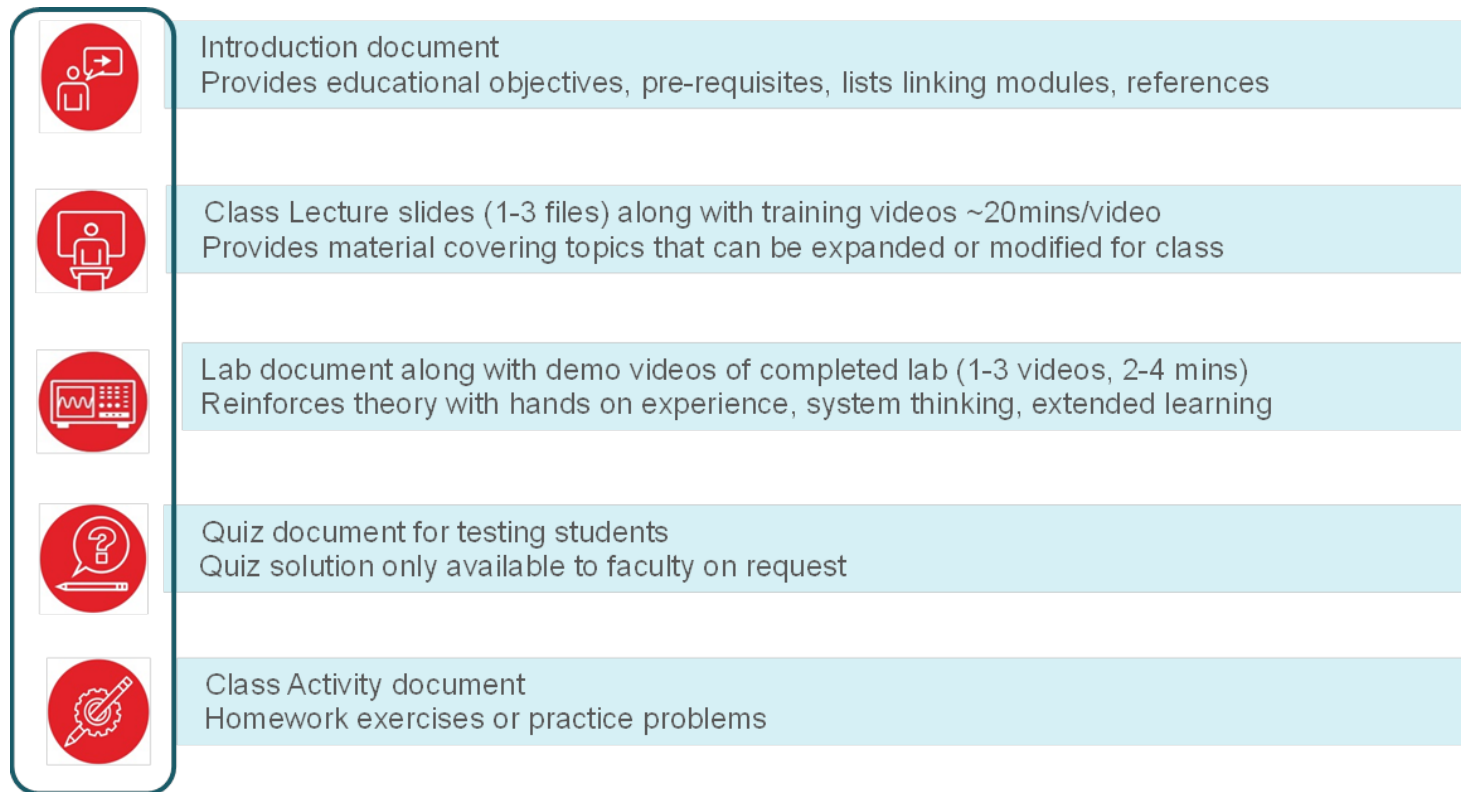 Introduction document
Provides educational objectives, pre-requisites, lists linking modules, references
Class Lecture slides (1-3 files) along with training videos ~20mins/video
Provides material covering topics that can be expanded or modified for class
Lab document along with demo videos of completed lab (1-3 videos, 2-4 mins)
Reinforces theory with hands on experience, system thinking, extended learning
Quiz document for testing students
Quiz solution only available to faculty on request
Class Activity document
Homework exercises or practice problems